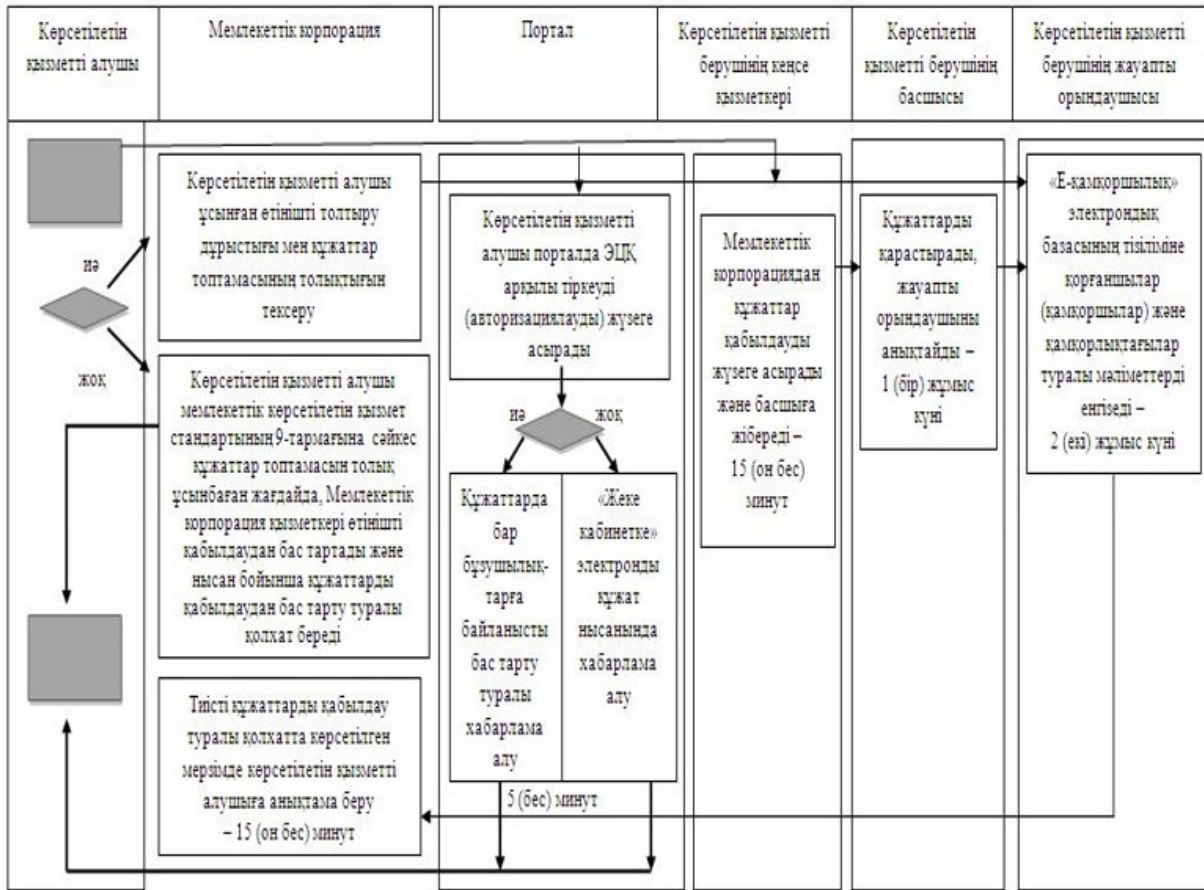 Көрсетілетін
қызметті алушы
Мемлекеттік корпорация
Портал
Көрсетілетін қызметті
берушінің кеңсе
қызметкері
Көрсетілетін
қызметті берушінің
басшысы
Көрсетілетін қызметті
берушінің жауапты
орындаушысы
иә
жоқ
Көрсетілетін қызметті алушы
ұсынған өтінішті толтыру
дұрыстығы мен құжаттар
топтамасының толықтығын
тексеру
Көрсетілетін қызметті алушы
мемлекеттік көрсетілетін қызмет
стандартының 9-тармағына сәйкес
құжаттар топтамасын толық
ұсынбаған жағдайда, Мемлекеттік
корпорация қызметкері өтінішті
қабылдаудан бас тартады және
нысан бойынша құжаттарды
қабылдаудан бас тарту туралы
қолхат береді
Тиісті құжаттарды қабылдау
туралы қолхатта көрсетілген
мерзімде көрсетілетін қызметті
алушыға анықтама беру
– 15 (он бес) минут
Көрсетілетін қызметті
алушы порталда ЭЦҚ
арқылы тіркеуді
(авторизациялауды) жүзеге
асырады
иә
жоқ
Құжаттарда
бар
бұзушылық-
тарға
байланысты
бас тарту
туралы
хабарлама
алу
«Жеке
кабинетке»
электронды
құжат
нысанында
хабарлама
алу
5 (бес) минут
Мемлекеттік
корпорациядан
құжаттар
қабылдауды
жүзеге асырады
және басшыға
жібереді –
15 (он бес)
минут
Құжаттарды
қарастырады,
жауапты
орындаушыны
анықтайды –
1 (бір) жұмыс
күні
«Е-қамқоршылық»
электрондық
базасының тізіліміне
қорғаншылар
(қамқоршылар) және
қамқорлықтағылар
туралы мәліметтерді
енгізеді –
2 (екі) жұмыс күні